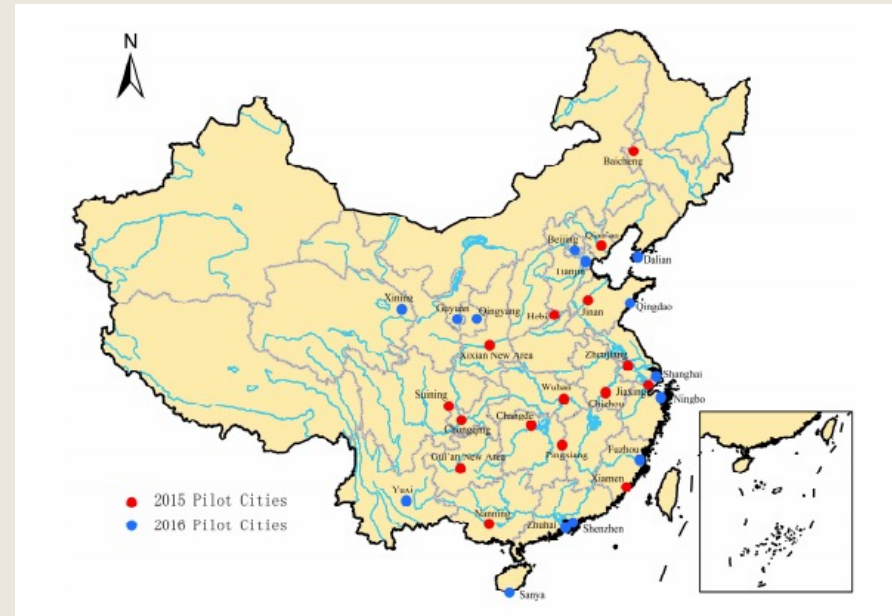 N
Baicheng
Beijing
Dalian
Tianjin
Xining
Guyuan
Qingyang
Hebi
Jinan
Qingdao
Xixian New Area
Zhenjiang
Shanghai
Suining
Wuhan
Jiaxing
Chizhou
Ningbo
Changde
Chongqing
Gui'an New Area
Pingxiang
Fuzhou
Yuxi
Xiamen
Nanning
Zhuhai
Shenzhen
Sanya
2015 Pilot Cities
2016 Pilot Cities